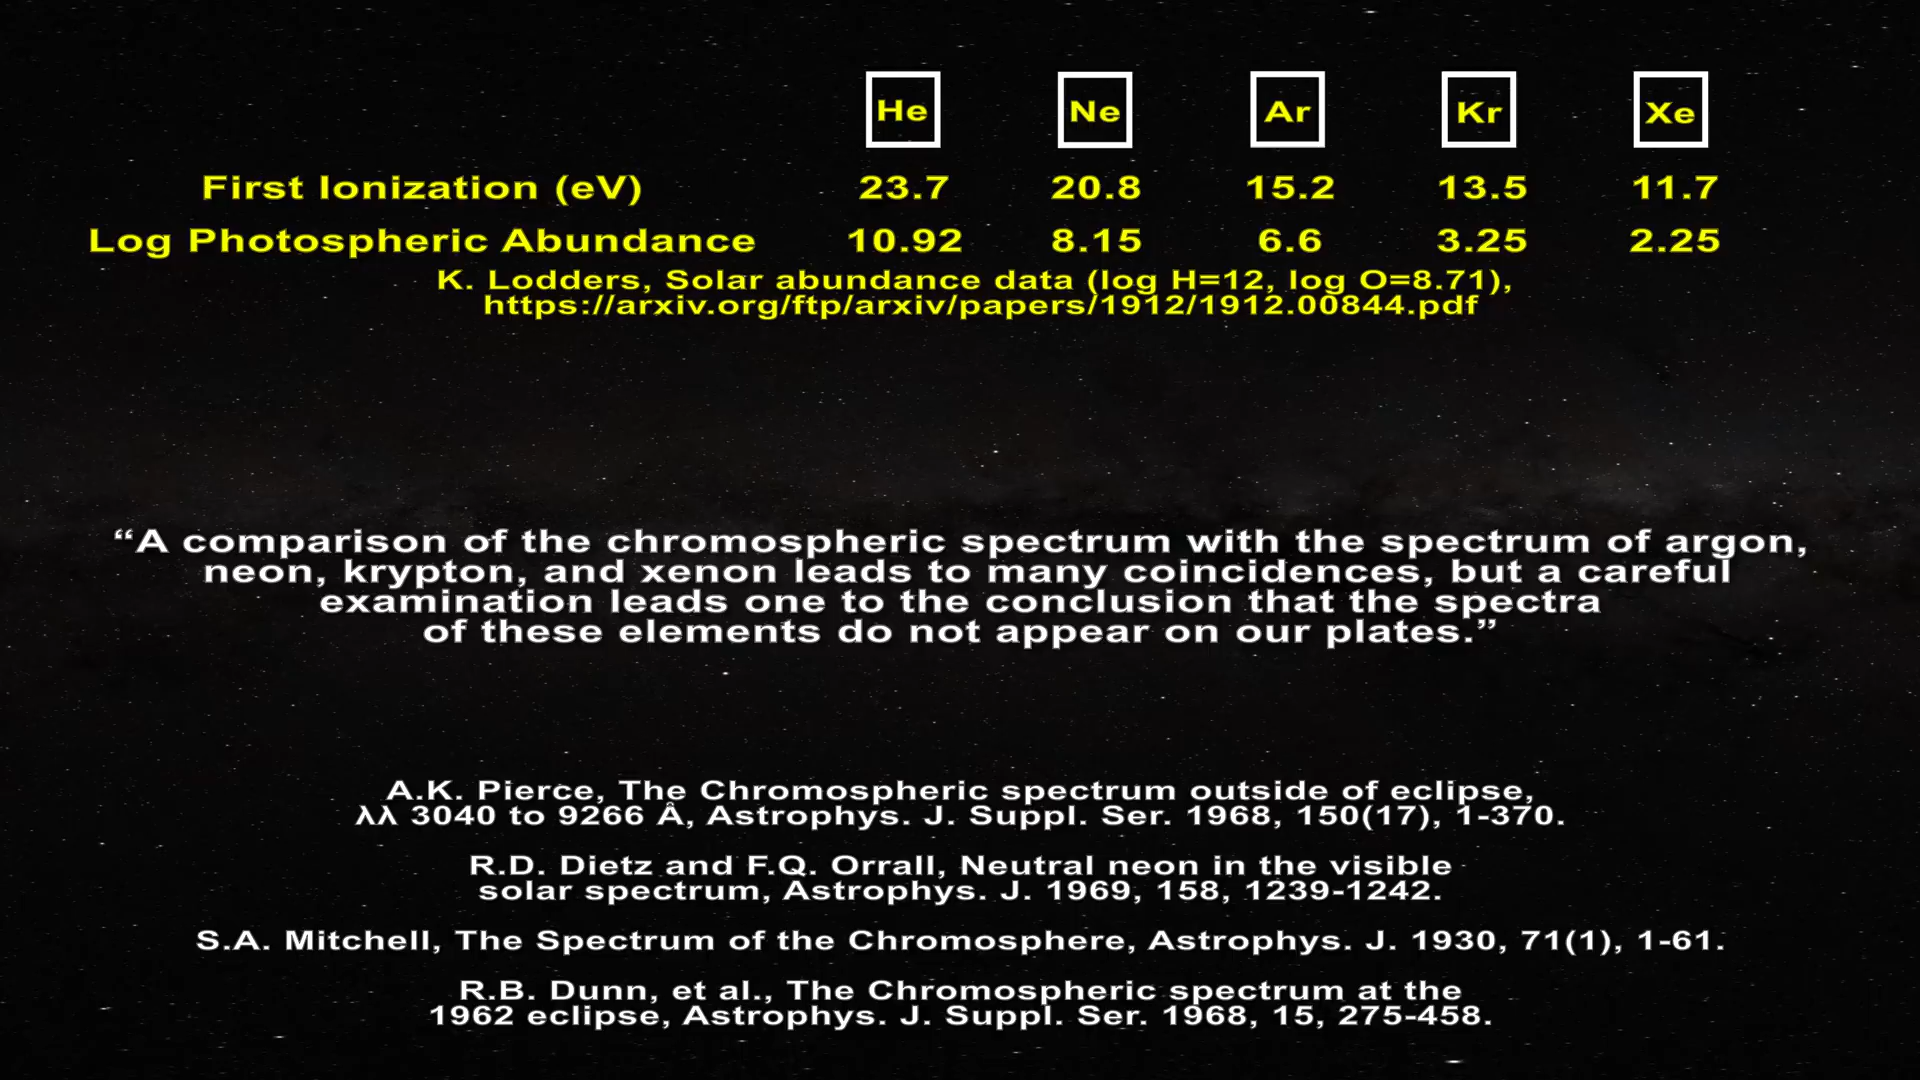 He Ne Ar Kr Xe
First Ionization (eV) 23.7 20.8 15.2 13.5 11.7
Log Photospheric Abundance 10.92 8.15 6.6 3.25 2.25
K. Lodders, Solar abundance data (log H=12, log O=8.71),
https://arxiv.org/ftp/arxiv/papers/1912/1912.00844.pdf
“A comparison of the chromospheric spectrum with the spectrum of argon,
neon, krypton, and xenon leads to many coincidences, but a careful
examination leads one to the conclusion that the spectra
of these elements do not appear on our plates.”
A.K. Pierce, The Chromospheric spectrum outside of eclipse,
λλ 3040 to 9266 Å, Astrophys. J. Suppl. Ser. 1968, 150(17), 1-370.
R.D. Dietz and F.Q. Orrall, Neutral neon in the visible
solar spectrum, Astrophys. J. 1969, 158, 1239-1242.
S.A. Mitchell, The Spectrum of the Chromosphere, Astrophys. J. 1930, 71(1), 1-61.
R.B. Dunn, et al., The Chromospheric spectrum at the
1962 eclipse, Astrophys. J. Suppl. Ser. 1968, 15, 275-458.